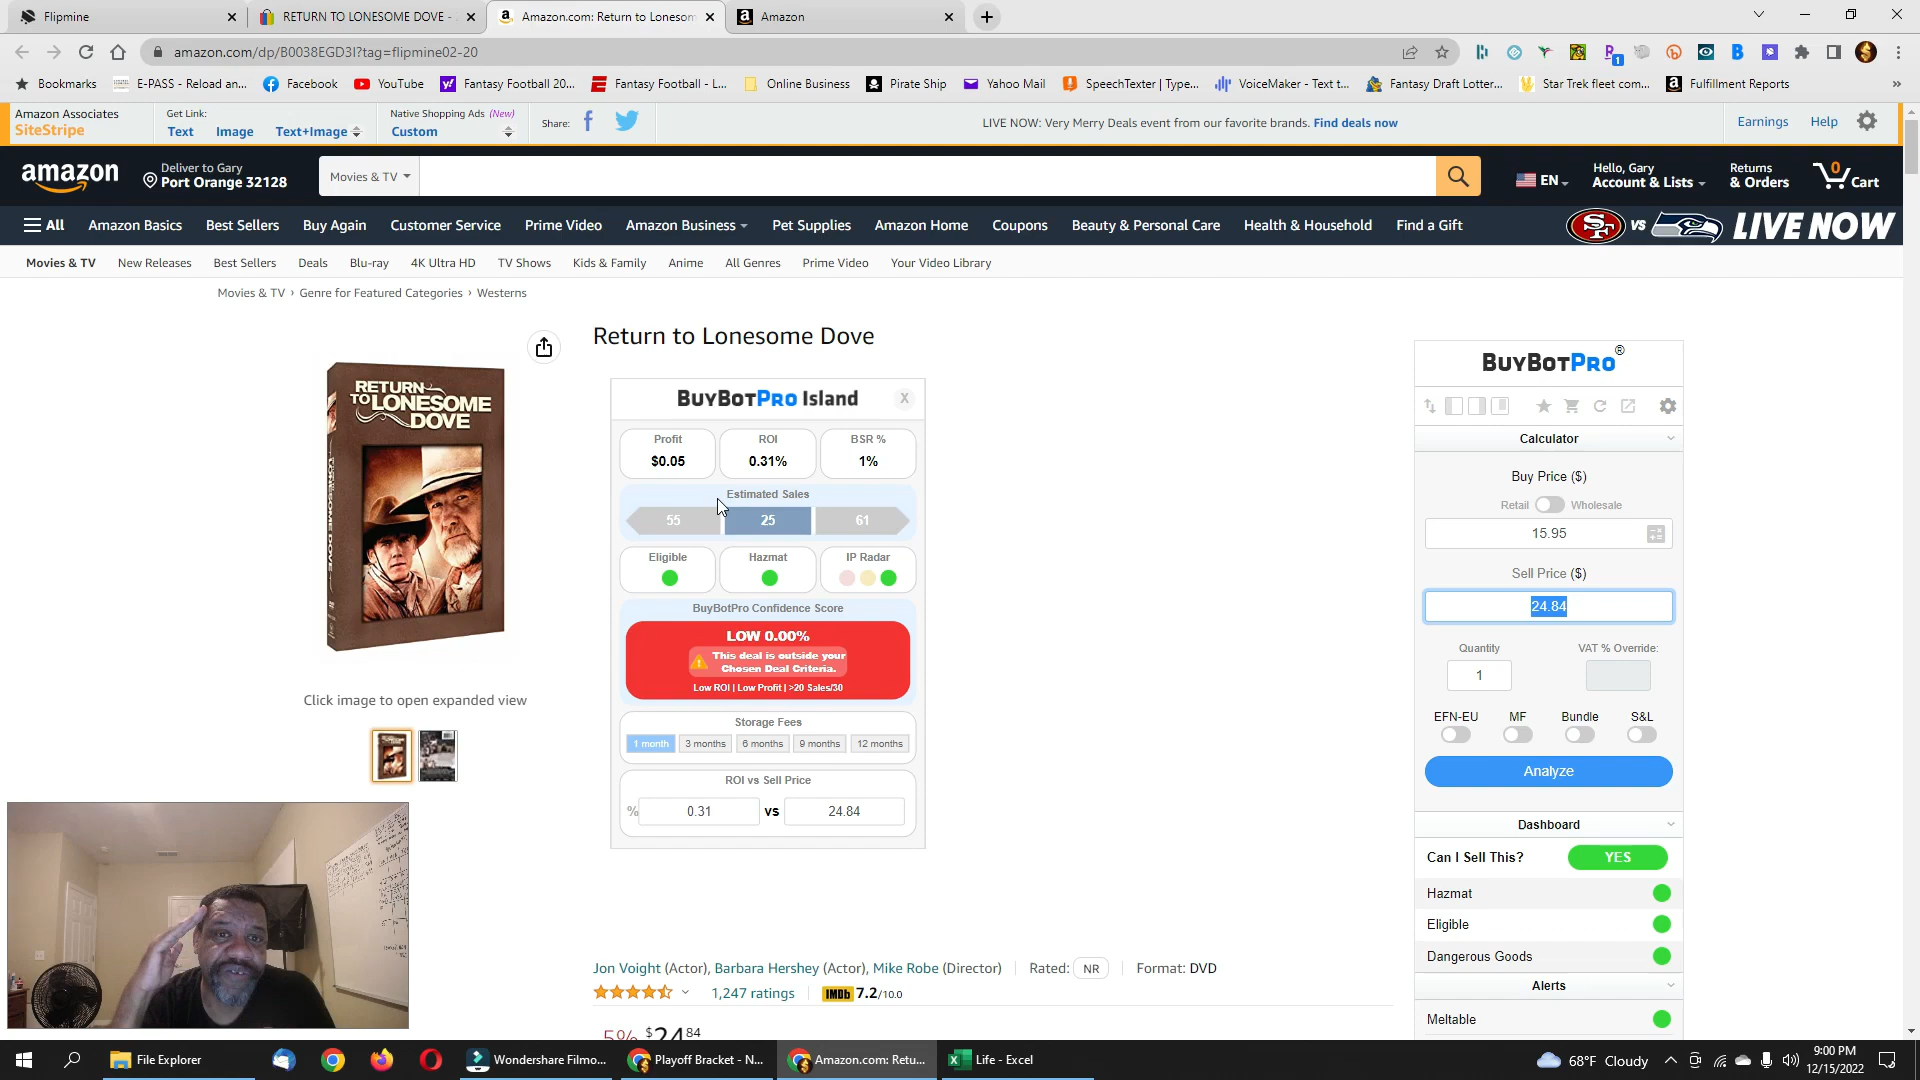 Flipmine
RETURN TO LONESOME DOVE -
Amazon.com: Return to Lonesom
Amazon
amazon.com/dp/B0038EGD3I?tag=flipmine02-20
Bookmarks
E-PASS - Reload an...
Facebook
YouTube
Fantasy Football 20...
Fantasy Football - L...
Online Business
Pirate Ship
Yahoo Mail
SpeechTexter | Type...
VoiceMaker - Text t...
Fantasy Draft Lotter...
Star Trek fleet com...
Fulfillment Reports
Amazon Associates
SiteStripe
Get Link:
Text Image Text+Image
Native Shopping Ads (New)
Custom
Share:
LIVE NOW: Very Merry Deals event from our favorite brands. Find deals now
Earnings
Help
amazon
Deliver to Gary
Port Orange 32128
Movies & TV
EN
Hello, Gary
Account & Lists
Returns
& Orders
0
Cart
All
Amazon Basics
Best Sellers
Buy Again
Customer Service
Prime Video
Amazon Business
Pet Supplies
Amazon Home
Coupons
Beauty & Personal Care
Health & Household
Find a Gift
SF VS LIVE NOW
Movies & TV
New Releases
Best Sellers
Deals
Blu-ray
4K Ultra HD
TV Shows
Kids & Family
Anime
All Genres
Prime Video
Your Video Library
Movies & TV › Genre for Featured Categories › Westerns
Return to Lonesome Dove
RETURN
TO LONESOME
DOVE
Click image to open expanded view
BuyBotPro Island
X
Profit
$0.05
ROI
0.31%
BSR %
1%
Estimated Sales
55
25
61
Eligible
Hazmat
IP Radar
BuyBotPro Confidence Score
LOW 0.00%
This deal is outside your
Chosen Deal Criteria.
Low ROI | Low Profit | >20 Sales/30
Storage Fees
1 month
3 months
6 months
9 months
12 months
ROI vs Sell Price
% 0.31 vs 24.84
Jon Voight (Actor), Barbara Hershey (Actor), Mike Robe (Director)
Rated: NR
Format: DVD
1,247 ratings
IMDb 7.2/10.0
5% $24 84
BuyBotPro®
Calculator
Buy Price ($)
Retail
Wholesale
15.95
Sell Price ($)
24.84
Quantity
VAT % Override:
1
EFN-EU
MF
Bundle
S&L
Analyze
Dashboard
Can I Sell This?
YES
Hazmat
Eligible
Dangerous Goods
Alerts
Meltable
File Explorer
Wondershare Filmo...
Playoff Bracket - N...
Amazon.com: Retu...
Life - Excel
68°F Cloudy
9:00 PM
12/15/2022